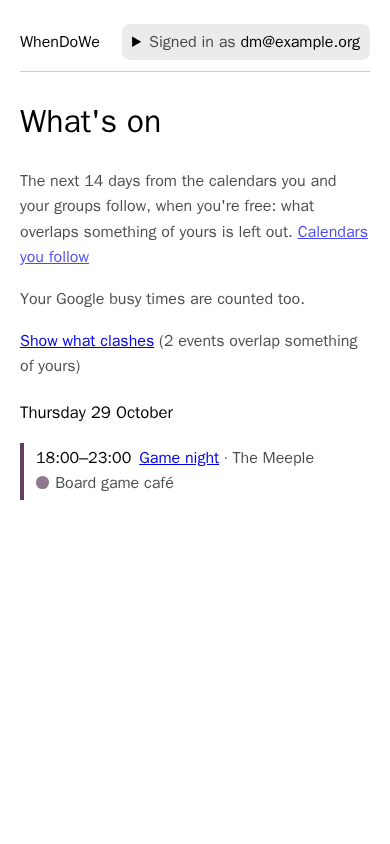 WhenDoWe
▶ Signed in as dm@example.org
What's on
The next 14 days from the calendars you and
your groups follow, when you're free: what
overlaps something of yours is left out. Calendars
you follow
Your Google busy times are counted too.
Show what clashes (2 events overlap something
of yours)
Thursday 29 October
18:00–23:00 Game night · The Meeple
Board game café